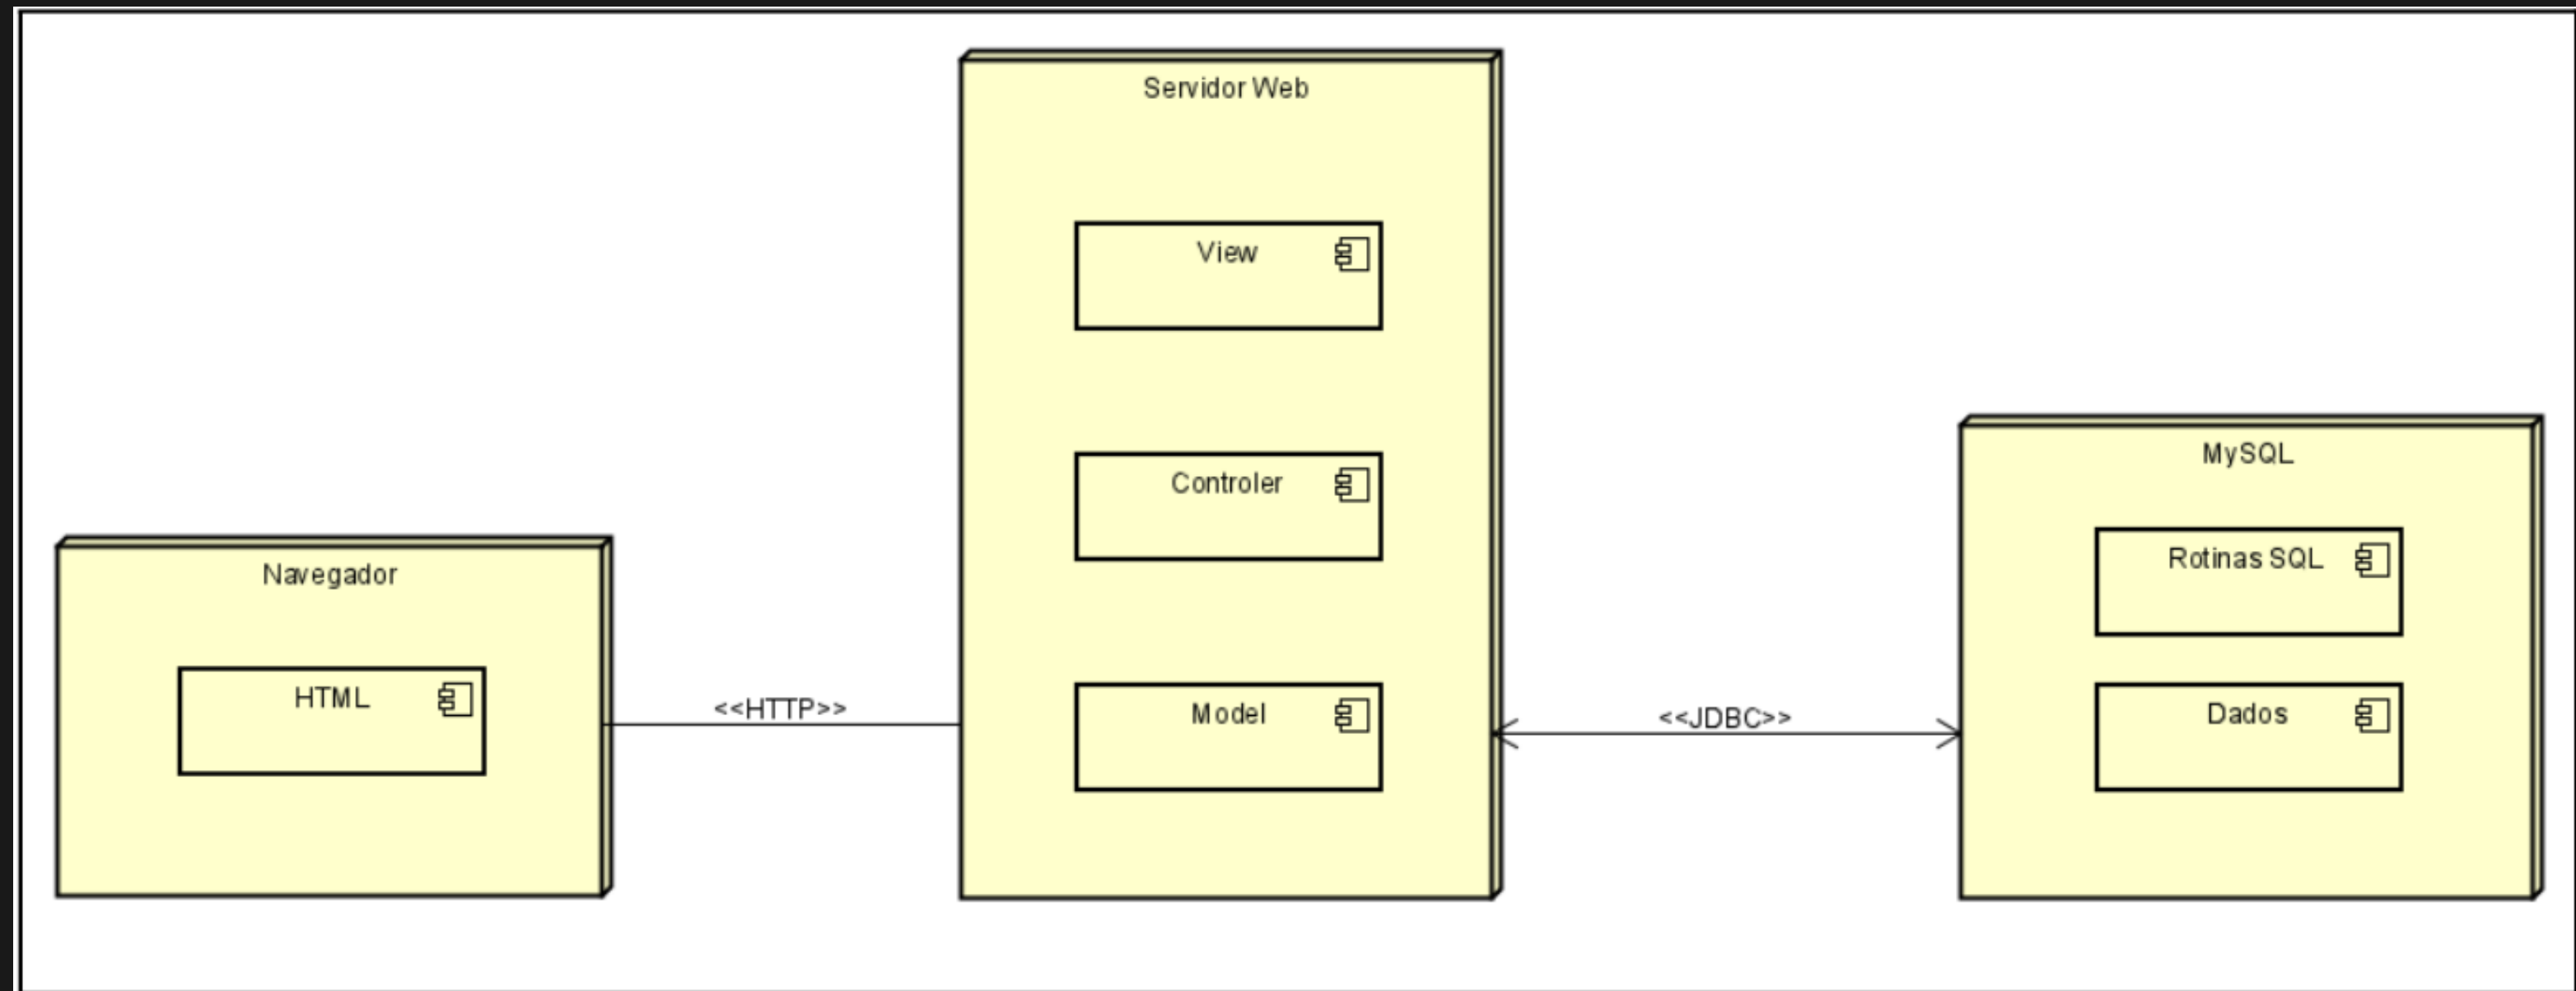 Servidor Web
View
Controler
Model
Navegador
HTML
<<HTTP>>
<<JDBC>>
MySQL
Rotinas SQL
Dados